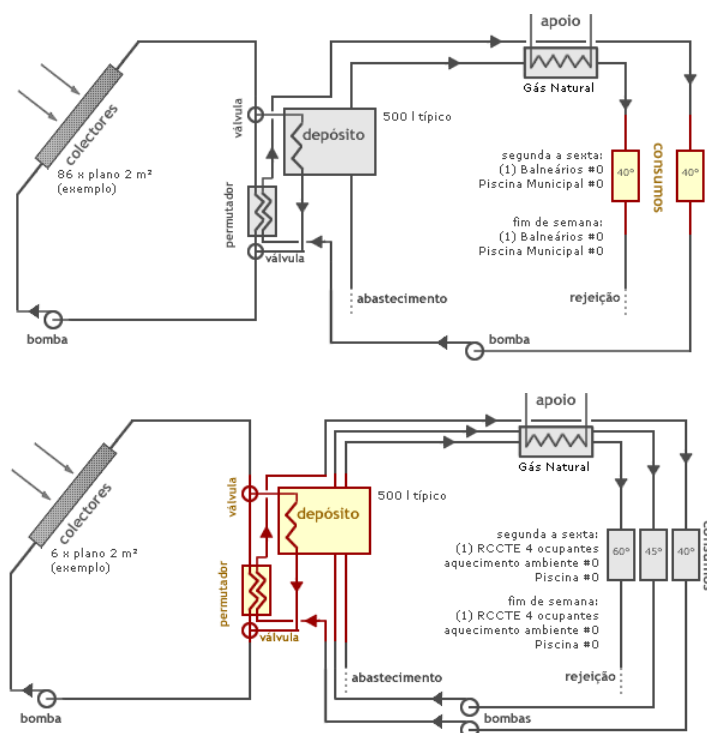 apoio
Gás Natural
colectores
86 x plano 2 m²
(exemplo)
válvula
depósito
500 l típico
permutador
válvula
segunda a sexta:
(1) Balneários #0
Piscina Municipal #0
fim de semana:
(1) Balneários #0
Piscina Municipal #0
40°
consumos
40°
abastecimento
rejeição
bomba
bomba
apoio
Gás Natural
colectores
6 x plano 2 m²
(exemplo)
válvula
depósito
500 l típico
permutador
válvula
segunda a sexta:
(1) RCCTE 4 ocupantes
aquecimento ambiente #0
Piscina #0
fim de semana:
(1) RCCTE 4 ocupantes
aquecimento ambiente #0
Piscina #0
60°
45°
40°
consumos
abastecimento
rejeição
bomba
bombas